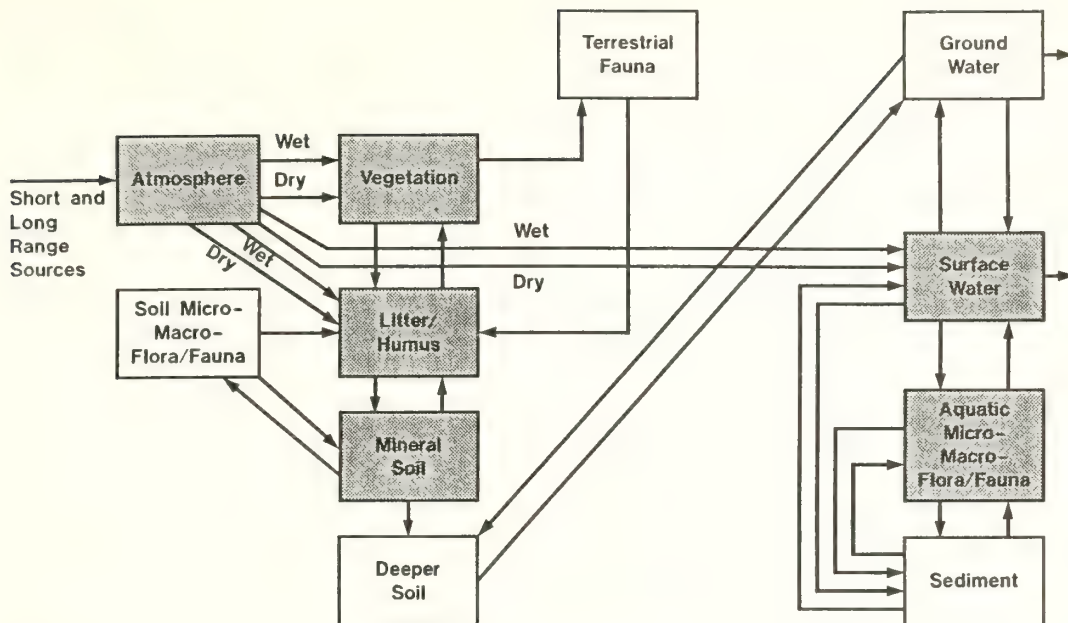 Terrestrial
Fauna
Ground
Water
Wet
Atmosphere
Dry
Vegetation
Short and
Long
Range
Sources
Wet
Dry
Wet
Dry
Surface
Water
Soil Micro-
Macro-
Flora/Fauna
Litter/
Humus
Mineral
Soil
Aquatic
Micro-
Macro-
Flora/Fauna
Deeper
Soil
Sediment